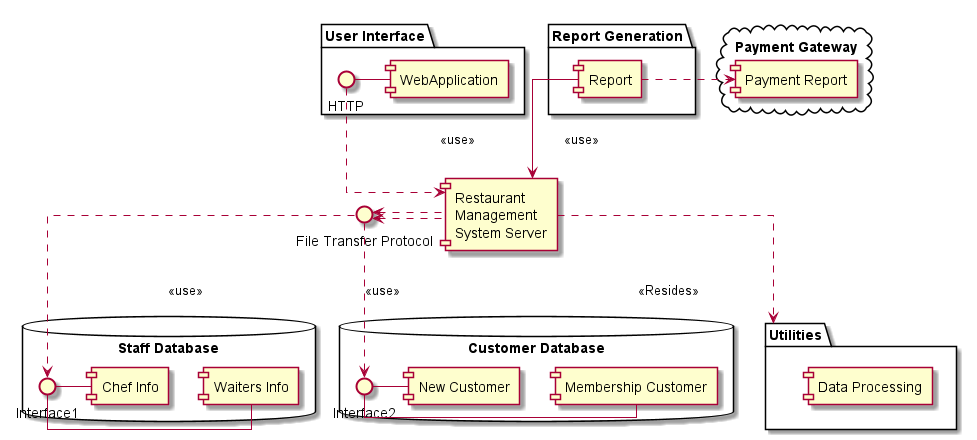 User Interface
Report Generation
Payment Gateway
WebApplication
Report
Payment Report
HTTP
«use»
«use»
Restaurant
Management
System Server
File Transfer Protocol
«use»
«use»
«Resides»
Staff Database
Customer Database
Utilities
Chef Info
Waiters Info
New Customer
Membership Customer
Data Processing
Interface1
Interface2